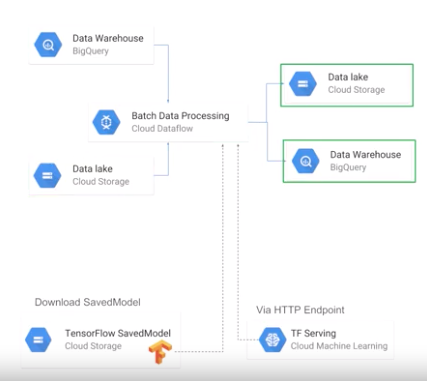 Data Warehouse
BigQuery
Data lake
Cloud Storage
Batch Data Processing
Cloud Dataflow
Data Warehouse
BigQuery
Data lake
Cloud Storage
Download SavedModel
Via HTTP Endpoint
TensorFlow SavedModel
Cloud Storage
TF Serving
Cloud Machine Learning